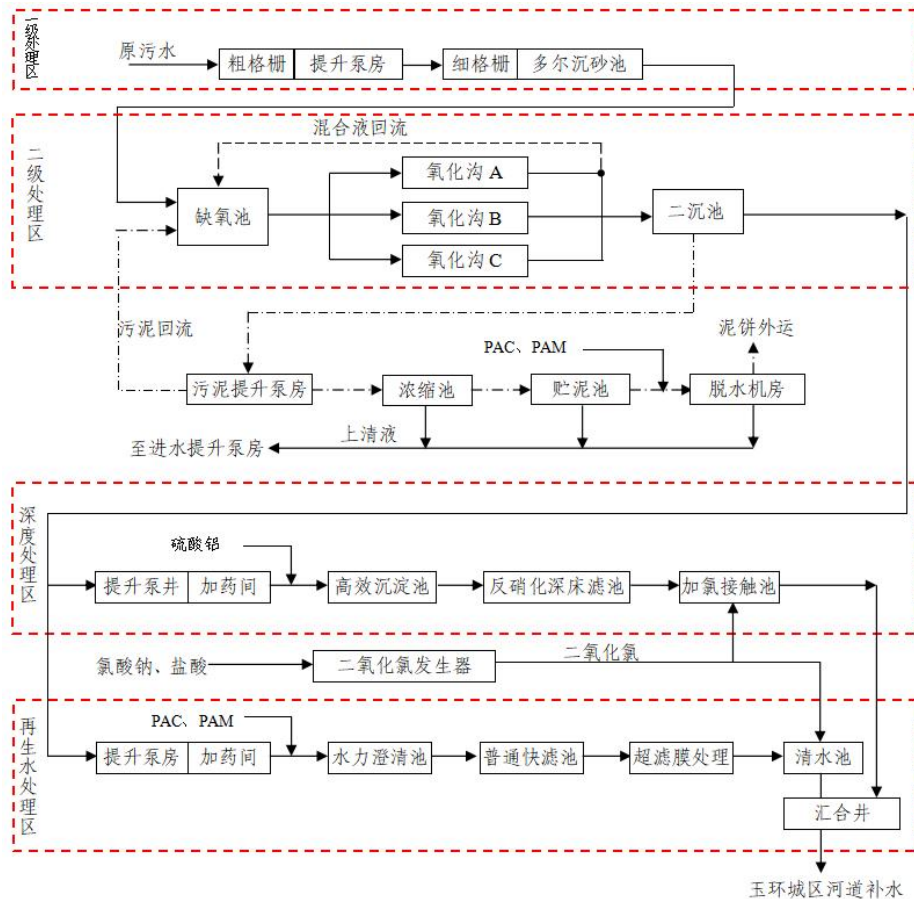 一级处理区
原污水
粗格栅 提升泵房 细格栅 多尔沉砂池
二级处理区
混合液回流
缺氧池
氧化沟 A
氧化沟 B
氧化沟 C
二沉池
污泥回流
PAC、PAM
泥饼外运
污泥提升泵房 浓缩池 贮泥池 脱水机房
上清液
至进水提升泵房
深度处理区
硫酸铝
提升泵井 加药间 高效沉淀池 反硝化深床滤池 加氯接触池
氯酸钠、盐酸 二氧化氯发生器 二氧化氯
再生水处理区
PAC、PAM
提升泵房 加药间 水力澄清池 普通快滤池 超滤膜处理 清水池
汇合井
玉环城区河道补水